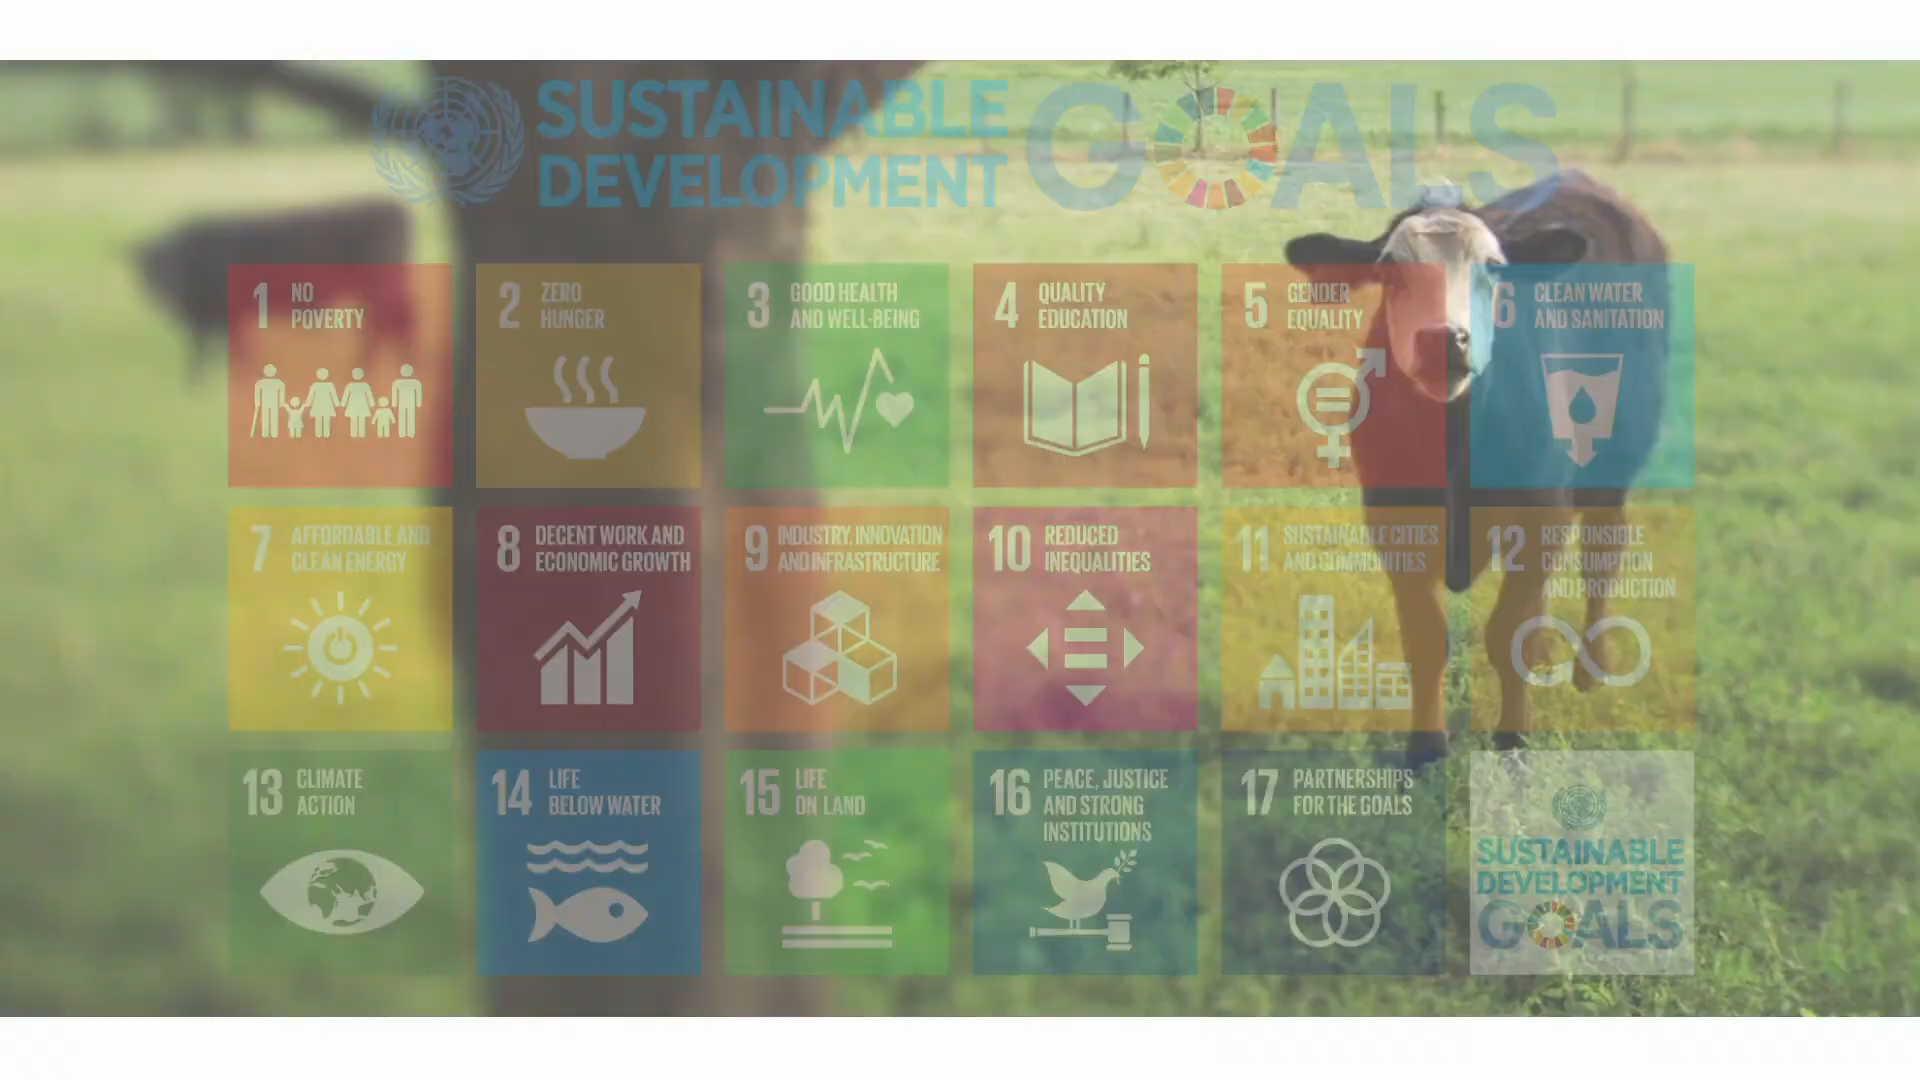 SUSTAINABLE
DEVELOPMENT
GOALS
1 NO
POVERTY
2 ZERO
HUNGER
3 GOOD HEALTH
AND WELL-BEING
4 QUALITY
EDUCATION
5 GENDER
EQUALITY
6 CLEAN WATER
AND SANITATION
7 AFFORDABLE AND
CLEAN ENERGY
8 DECENT WORK AND
ECONOMIC GROWTH
9 INDUSTRY, INNOVATION
AND INFRASTRUCTURE
10 REDUCED
INEQUALITIES
11 SUSTAINABLE CITIES
AND COMMUNITIES
12 RESPONSIBLE
CONSUMPTION
AND PRODUCTION
13 CLIMATE
ACTION
14 LIFE
BELOW WATER
15 LIFE
ON LAND
16 PEACE, JUSTICE
AND STRONG
INSTITUTIONS
17 PARTNERSHIPS
FOR THE GOALS
SUSTAINABLE
DEVELOPMENT
GOALS